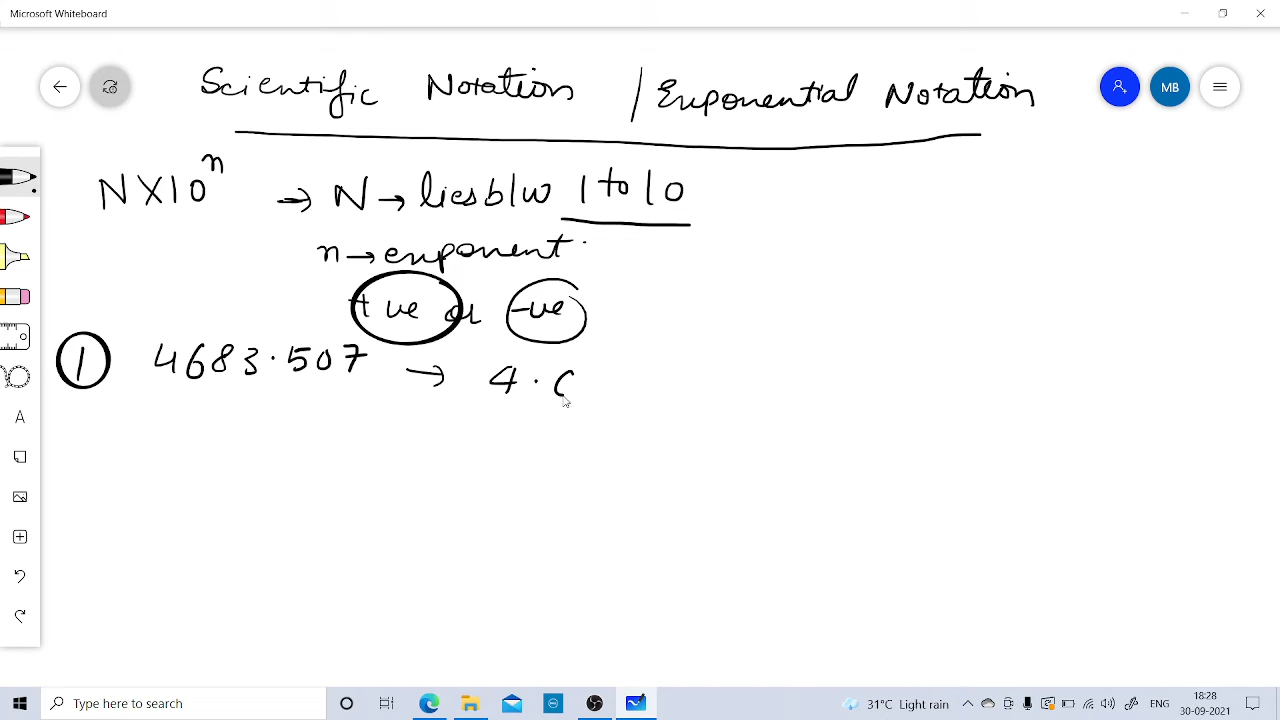 Microsoft Whiteboard
Scientific Notation / Exponential Notation
MB
N X 10^n → N → lies b/w 1 to 10
n → exponent
+ve or -ve
① 4683.507 → 4.6
A
Type here to search
31°C Light rain
ENG
18:28
30-09-2021